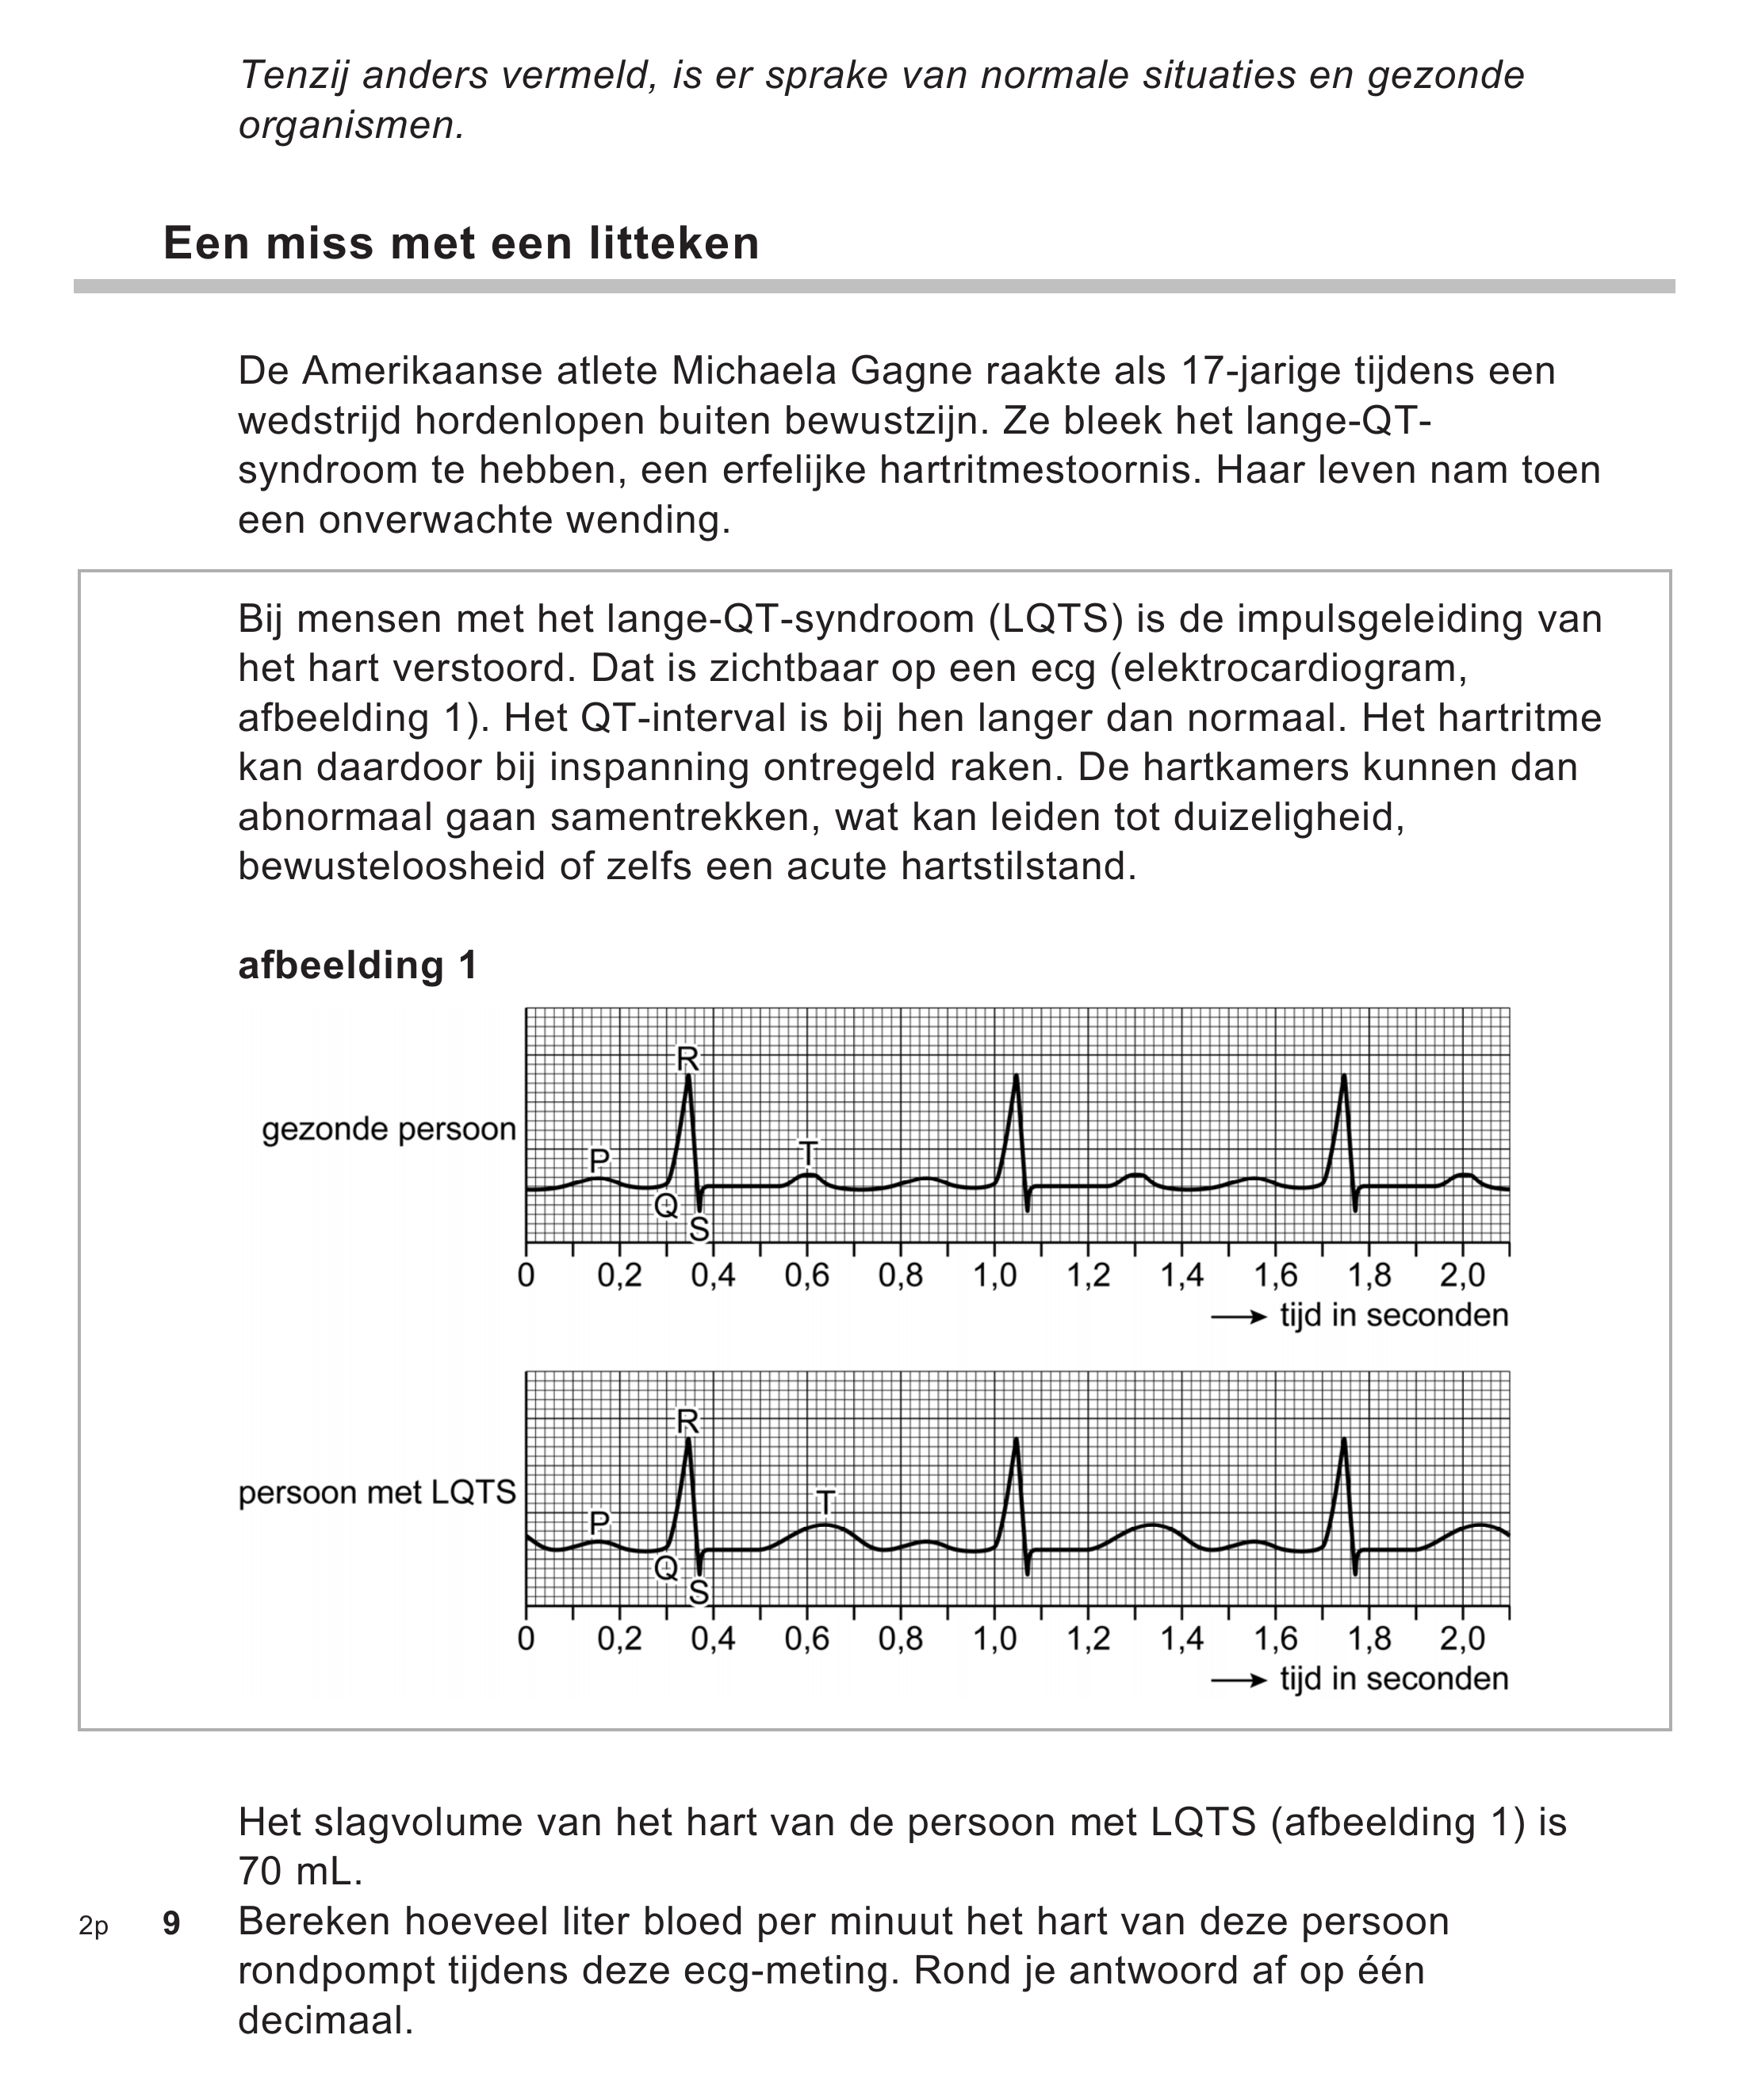 Tenzij anders vermeld, is er sprake van normale situaties en gezonde
organismen.
Een miss met een litteken
De Amerikaanse atlete Michaela Gagne raakte als 17-jarige tijdens een
wedstrijd hordenlopen buiten bewustzijn. Ze bleek het lange-QT-
syndroom te hebben, een erfelijke hartritmestoornis. Haar leven nam toen
een onverwachte wending.
Bij mensen met het lange-QT-syndroom (LQTS) is de impulsgeleiding van
het hart verstoord. Dat is zichtbaar op een ecg (elektrocardiogram,
afbeelding 1). Het QT-interval is bij hen langer dan normaal. Het hartritme
kan daardoor bij inspanning ontregeld raken. De hartkamers kunnen dan
abnormaal gaan samentrekken, wat kan leiden tot duizeligheid,
bewusteloosheid of zelfs een acute hartstilstand.
afbeelding 1
R
gezonde persoon
T
P
Q
S
0 0,2 0,4 0,6 0,8 1,0 1,2 1,4 1,6 1,8 2,0
tijd in seconden
R
persoon met LQTS
T
P
Q
S
0 0,2 0,4 0,6 0,8 1,0 1,2 1,4 1,6 1,8 2,0
tijd in seconden
Het slagvolume van het hart van de persoon met LQTS (afbeelding 1) is
70 mL.
2p 9 Bereken hoeveel liter bloed per minuut het hart van deze persoon
rondpompt tijdens deze ecg-meting. Rond je antwoord af op één
decimaal.